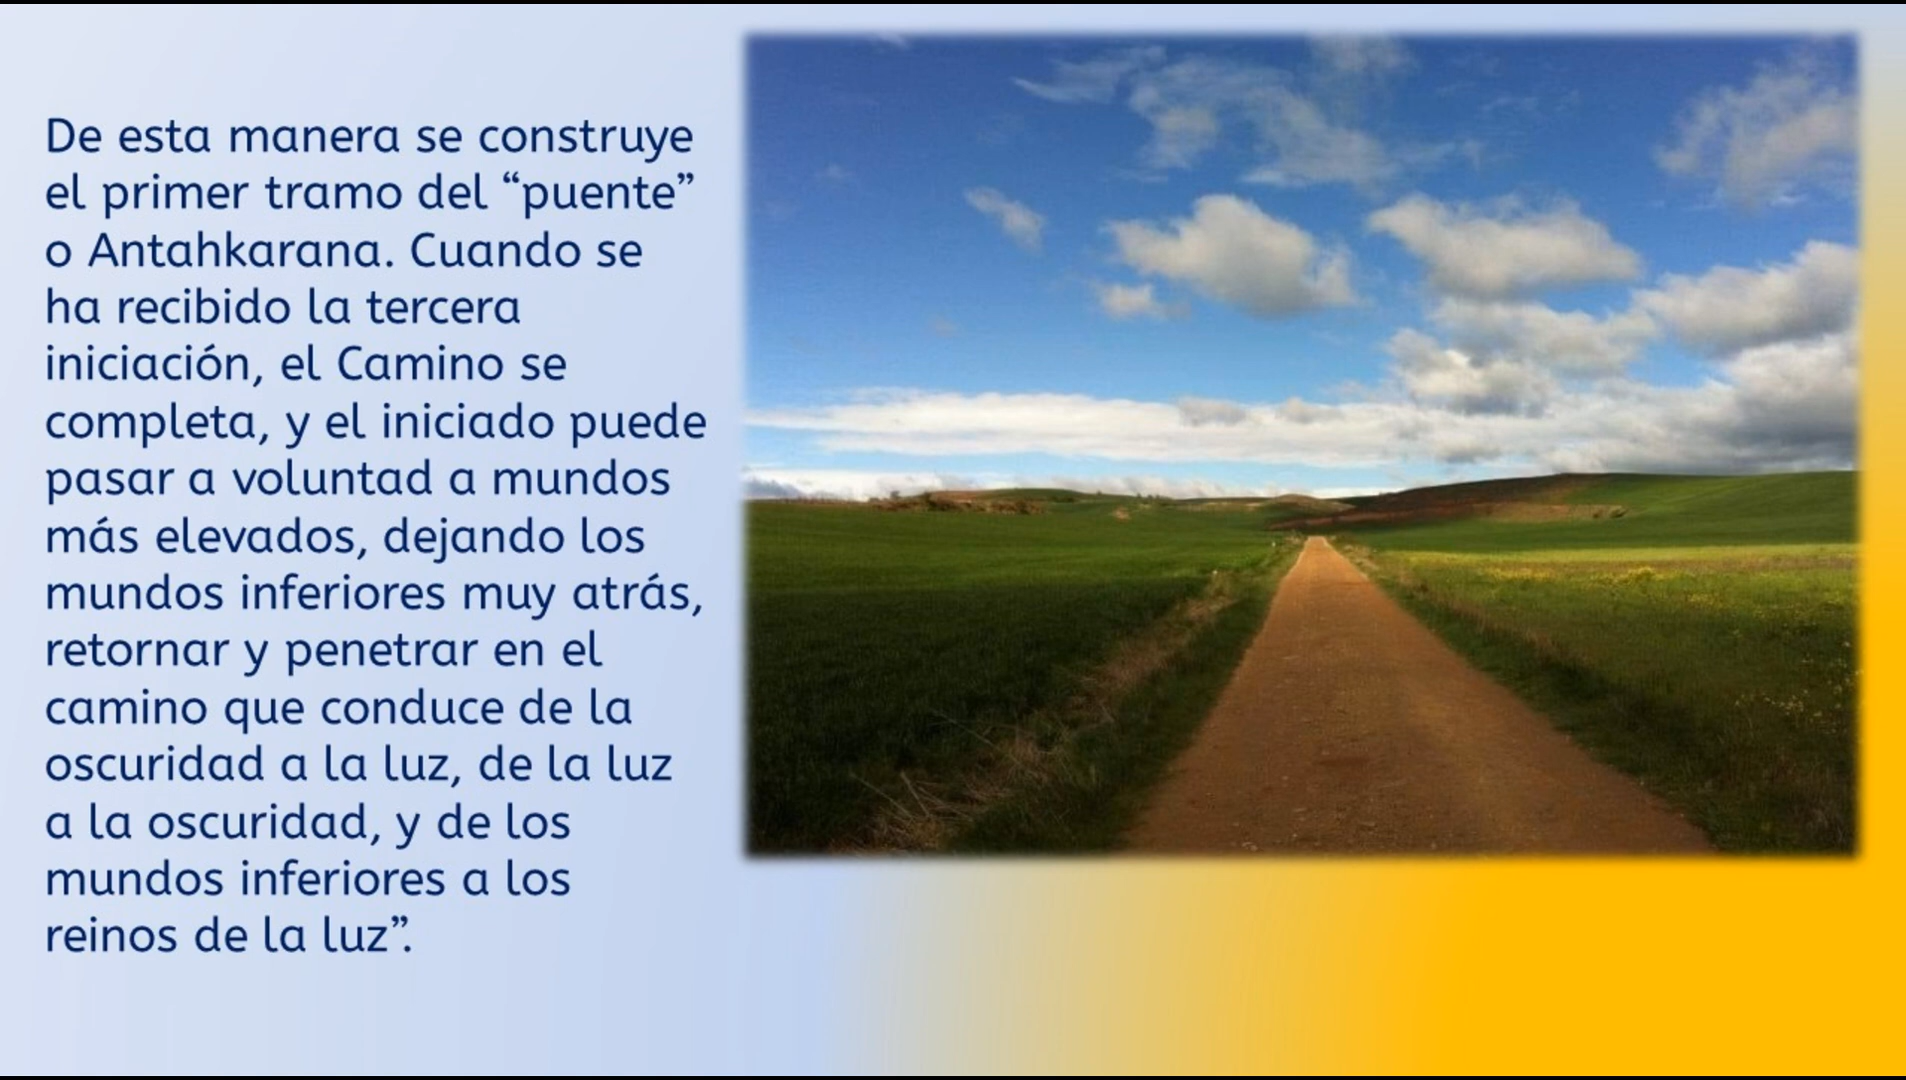 De esta manera se construye
el primer tramo del “puente”
o Antahkarana. Cuando se
ha recibido la tercera
iniciación, el Camino se
completa, y el iniciado puede
pasar a voluntad a mundos
más elevados, dejando los
mundos inferiores muy atrás,
retornar y penetrar en el
camino que conduce de la
oscuridad a la luz, de la luz
a la oscuridad, y de los
mundos inferiores a los
reinos de la luz”.